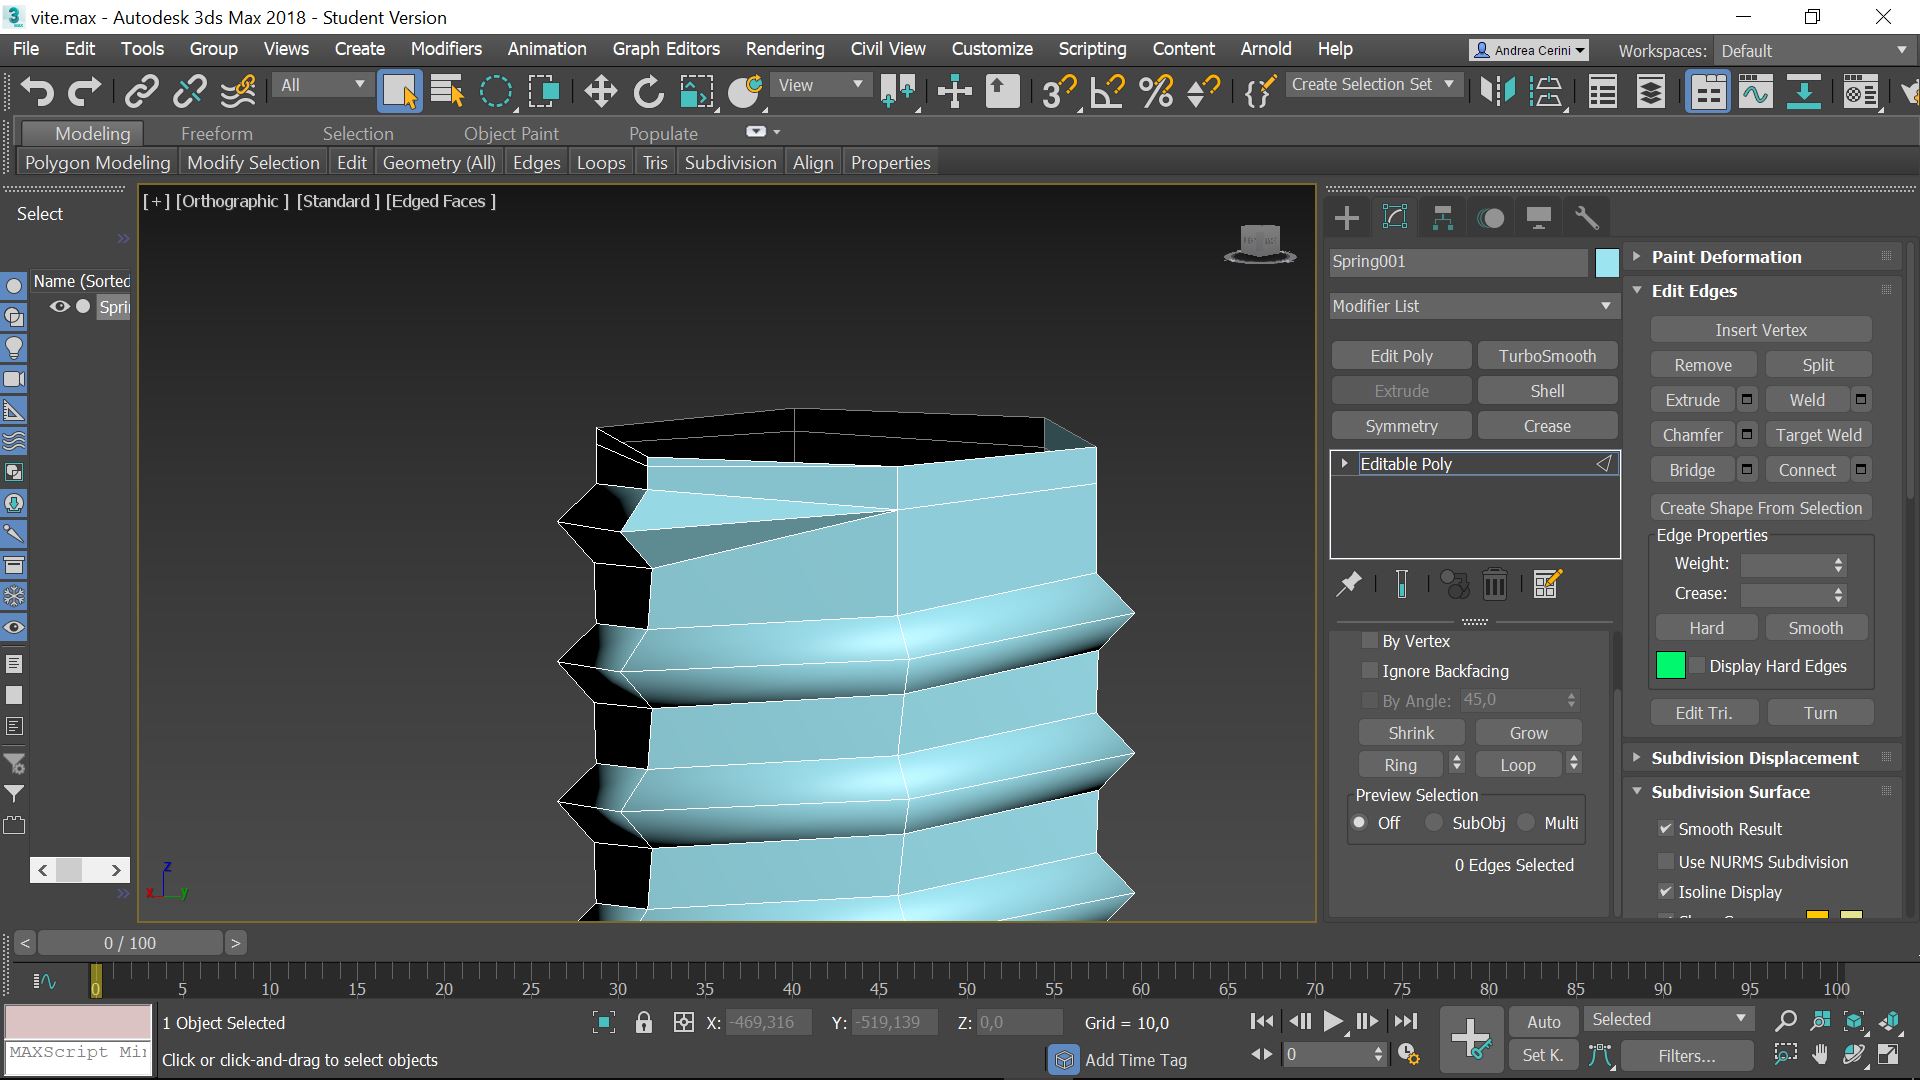 vite.max - Autodesk 3ds Max 2018 - Student Version
File Edit Tools Group Views Create Modifiers Animation Graph Editors Rendering Civil View Customize Scripting Content Arnold Help
Andrea Cerini
Workspaces: Default
All
View
Create Selection Set
Modeling Freeform Selection Object Paint Populate
Polygon Modeling Modify Selection Edit Geometry (All) Edges Loops Tris Subdivision Align Properties
Select
Name (Sorted
Sprin
[+] [Orthographic ] [Standard ] [Edged Faces ]
z
x
y
Spring001
Modifier List
Edit Poly TurboSmooth
Extrude Shell
Symmetry Crease
Editable Poly
By Vertex
Ignore Backfacing
By Angle: 45,0
Shrink Grow
Ring Loop
Preview Selection
Off SubObj Multi
0 Edges Selected
Paint Deformation
Edit Edges
Insert Vertex
Remove Split
Extrude Weld
Chamfer Target Weld
Bridge Connect
Create Shape From Selection
Edge Properties
Weight:
Crease:
Hard Smooth
Display Hard Edges
Edit Tri. Turn
Subdivision Displacement
Subdivision Surface
Smooth Result
Use NURMS Subdivision
Isoline Display
< 0 / 100 >
0 5 10 15 20 25 30 35 40 45 50 55 60 65 70 75 80 85 90 95 100
1 Object Selected
X: -469,316 Y: -519,139 Z: 0,0 Grid = 10,0
Auto Selected
MAXScript Mi
Click or click-and-drag to select objects
Add Time Tag
0
Set K. Filters...